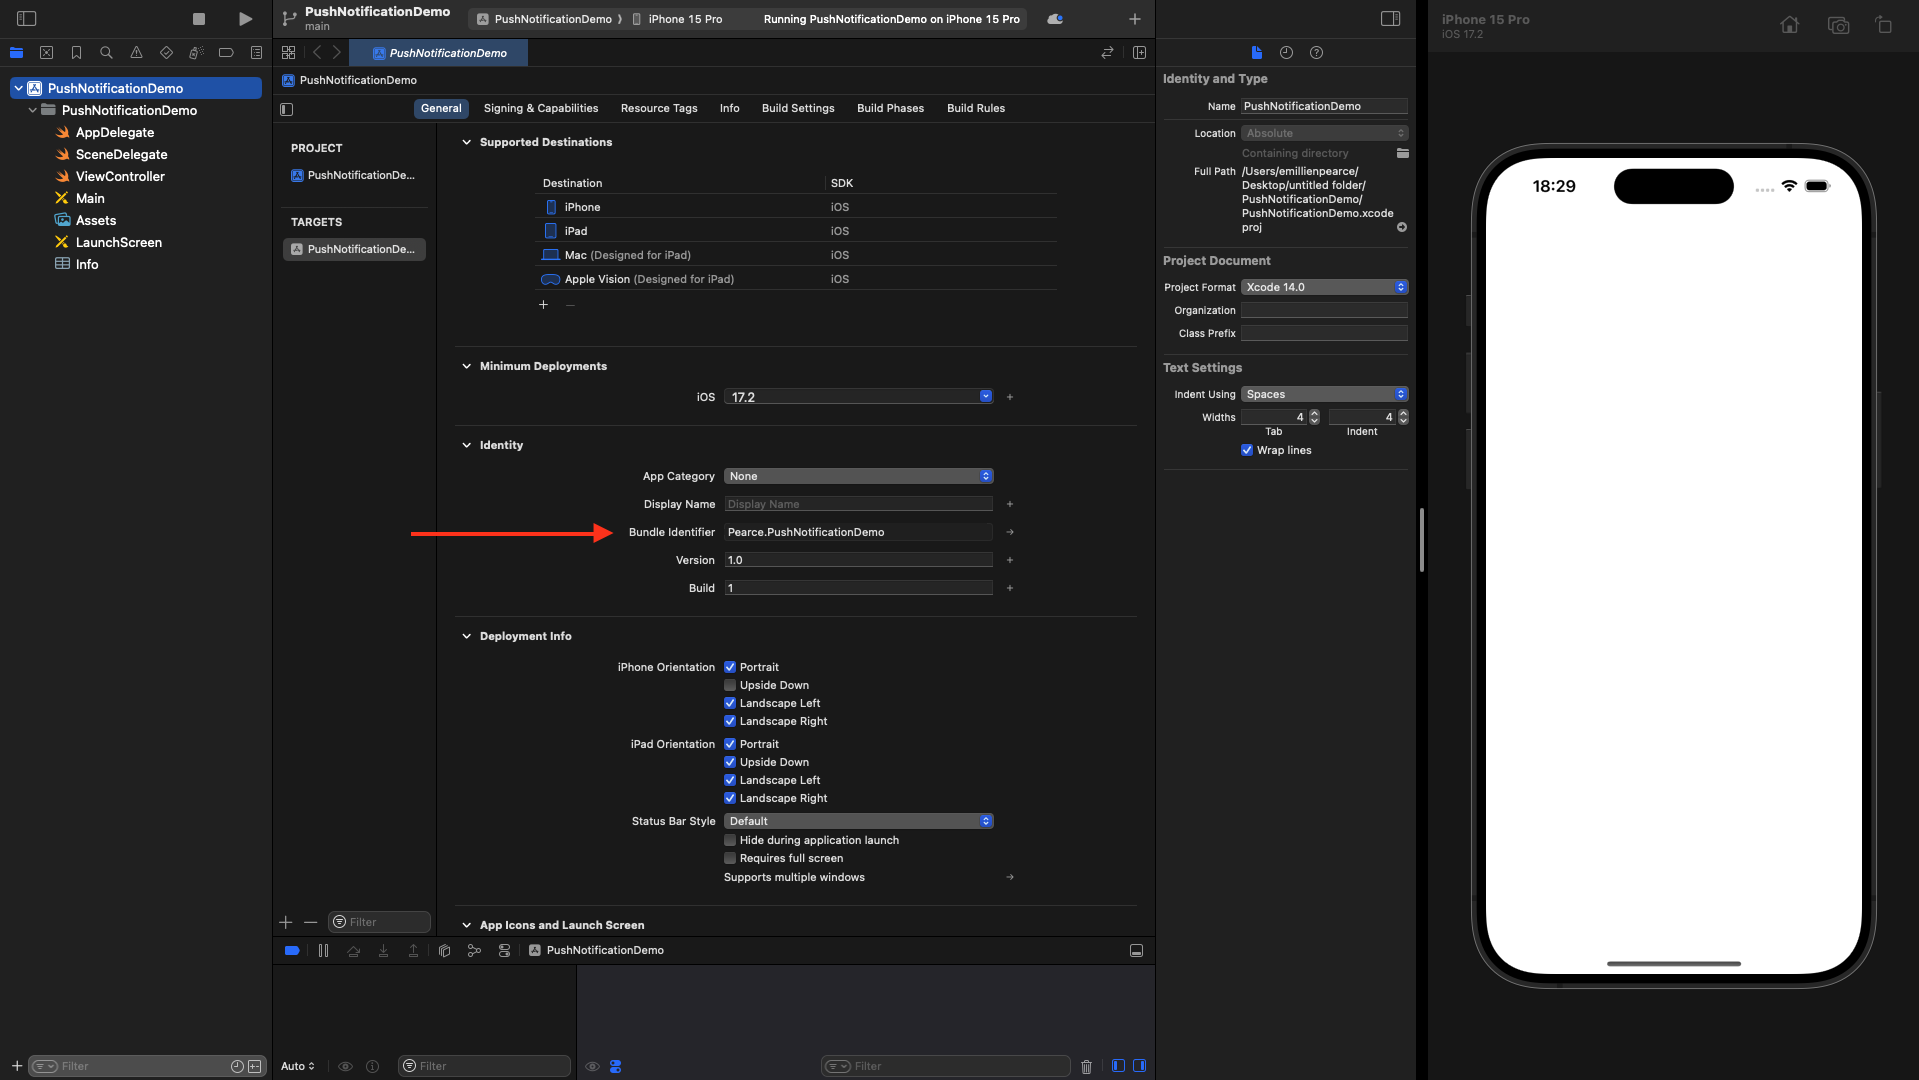 PushNotificationDemo
main
PushNotificationDemo
iPhone 15 Pro
Running PushNotificationDemo on iPhone 15 Pro
PushNotificationDemo
PushNotificationDemo
General
Signing & Capabilities
Resource Tags
Info
Build Settings
Build Phases
Build Rules
PushNotificationDemo
PushNotificationDemo
AppDelegate
SceneDelegate
ViewController
Main
Assets
LaunchScreen
Info
Filter
PROJECT
PushNotificationDe...
TARGETS
PushNotificationDe...
Filter
Supported Destinations
Destination SDK
iPhone iOS
iPad iOS
Mac (Designed for iPad) iOS
Apple Vision (Designed for iPad) iOS
Minimum Deployments
iOS 17.2
Identity
App Category None
Display Name Display Name
Bundle Identifier Pearce.PushNotificationDemo
Version 1.0
Build 1
Deployment Info
iPhone Orientation Portrait
Upside Down
Landscape Left
Landscape Right
iPad Orientation Portrait
Upside Down
Landscape Left
Landscape Right
Status Bar Style Default
Hide during application launch
Requires full screen
Supports multiple windows
App Icons and Launch Screen
PushNotificationDemo
Auto
Filter
Filter
Identity and Type
Name PushNotificationDemo
Location Absolute
Containing directory
Full Path /Users/emillienpearce/
Desktop/untitled folder/
PushNotificationDemo/
PushNotificationDemo.xcode
proj
Project Document
Project Format Xcode 14.0
Organization
Class Prefix
Text Settings
Indent Using Spaces
Widths 4 4
Tab Indent
Wrap lines
iPhone 15 Pro
iOS 17.2
18:29